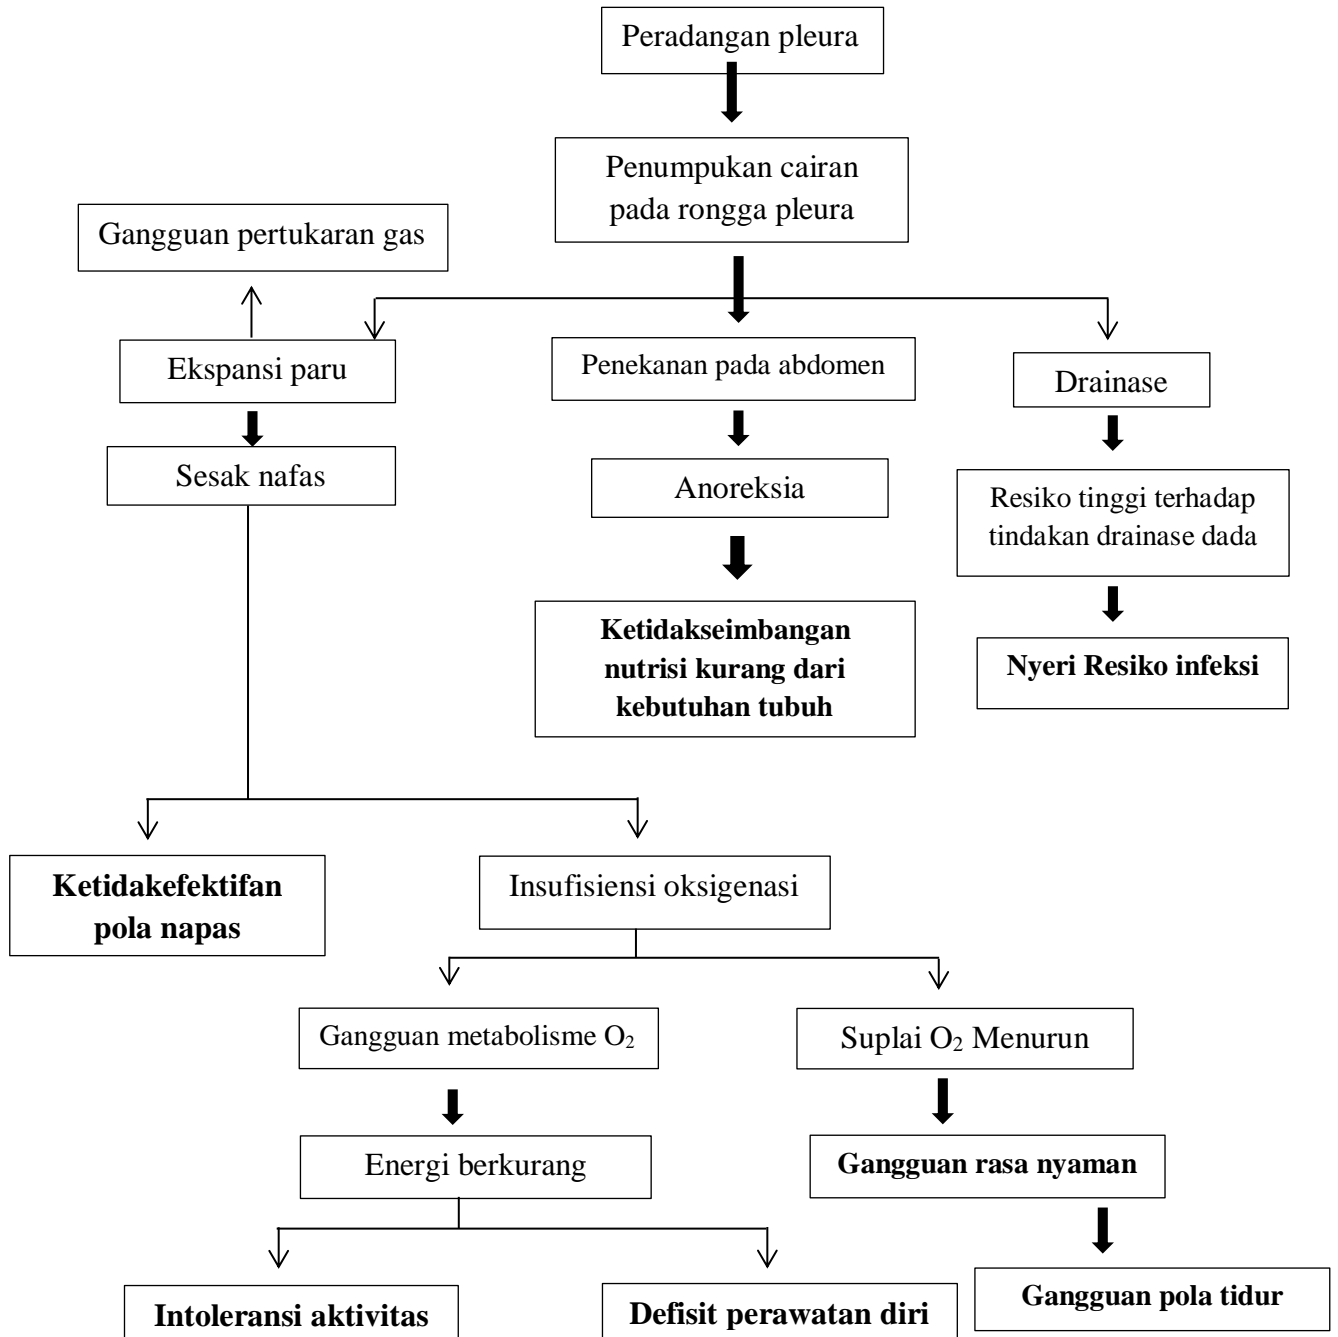 Peradangan pleura
Penumpukan cairan
pada rongga pleura
Gangguan pertukaran gas
Ekspansi paru
Penekanan pada abdomen
Drainase
Sesak nafas
Anoreksia
Resiko tinggi terhadap
tindakan drainase dada
Ketidakseimbangan
nutrisi kurang dari
kebutuhan tubuh
Nyeri Resiko infeksi
Ketidakefektifan
pola napas
Insufisiensi oksigenasi
Gangguan metabolisme O₂
Suplai O₂ Menurun
Energi berkurang
Gangguan rasa nyaman
Intoleransi aktivitas
Defisit perawatan diri
Gangguan pola tidur